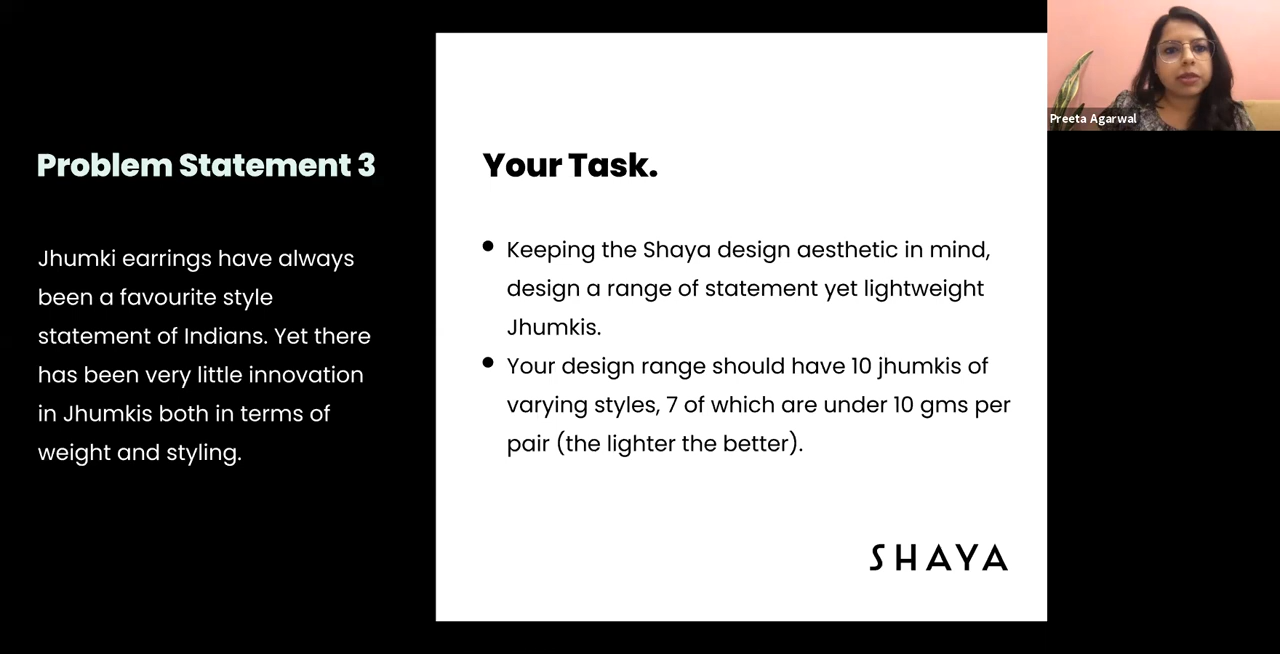 Problem Statement 3
Jhumki earrings have always
been a favourite style
statement of Indians. Yet there
has been very little innovation
in Jhumkis both in terms of
weight and styling.
Your Task.
• Keeping the Shaya design aesthetic in mind,
design a range of statement yet lightweight
Jhumkis.
• Your design range should have 10 jhumkis of
varying styles, 7 of which are under 10 gms per
pair (the lighter the better).
SHAYA
Preeta Agarwal